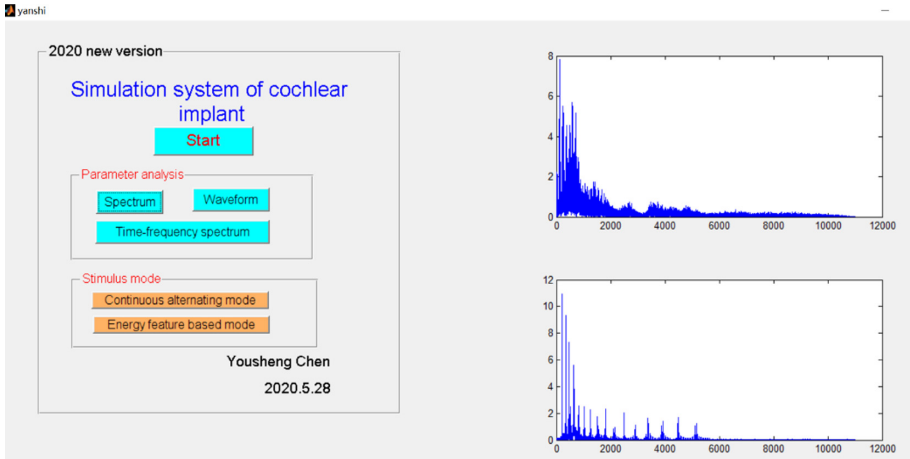 yanshi
2020 new version
Simulation system of cochlear
implant
Start
Parameter analysis
Spectrum
Waveform
Time-frequency spectrum
Stimulus mode
Continuous alternating mode
Energy feature based mode
Yousheng Chen
2020.5.28
8
6
4
2
0
0 2000 4000 6000 8000 10000 12000
12
10
8
6
4
2
0
0 2000 4000 6000 8000 10000 12000